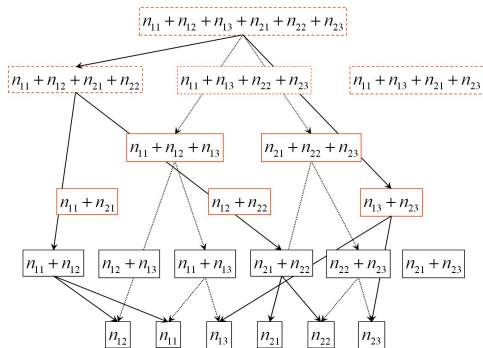 n₁₁ + n₁₂ + n₁₃ + n₂₁ + n₂₂ + n₂₃
n₁₁ + n₁₂ + n₂₁ + n₂₂
n₁₁ + n₁₃ + n₂₂ + n₂₃
n₁₁ + n₁₃ + n₂₁ + n₂₃
n₁₁ + n₁₂ + n₁₃
n₂₁ + n₂₂ + n₂₃
n₁₁ + n₂₁
n₁₂ + n₂₂
n₁₃ + n₂₃
n₁₁ + n₁₂
n₁₂ + n₁₃
n₁₁ + n₁₃
n₂₁ + n₂₂
n₂₂ + n₂₃
n₂₁ + n₂₃
n₁₂
n₁₁
n₁₃
n₂₁
n₂₂
n₂₃